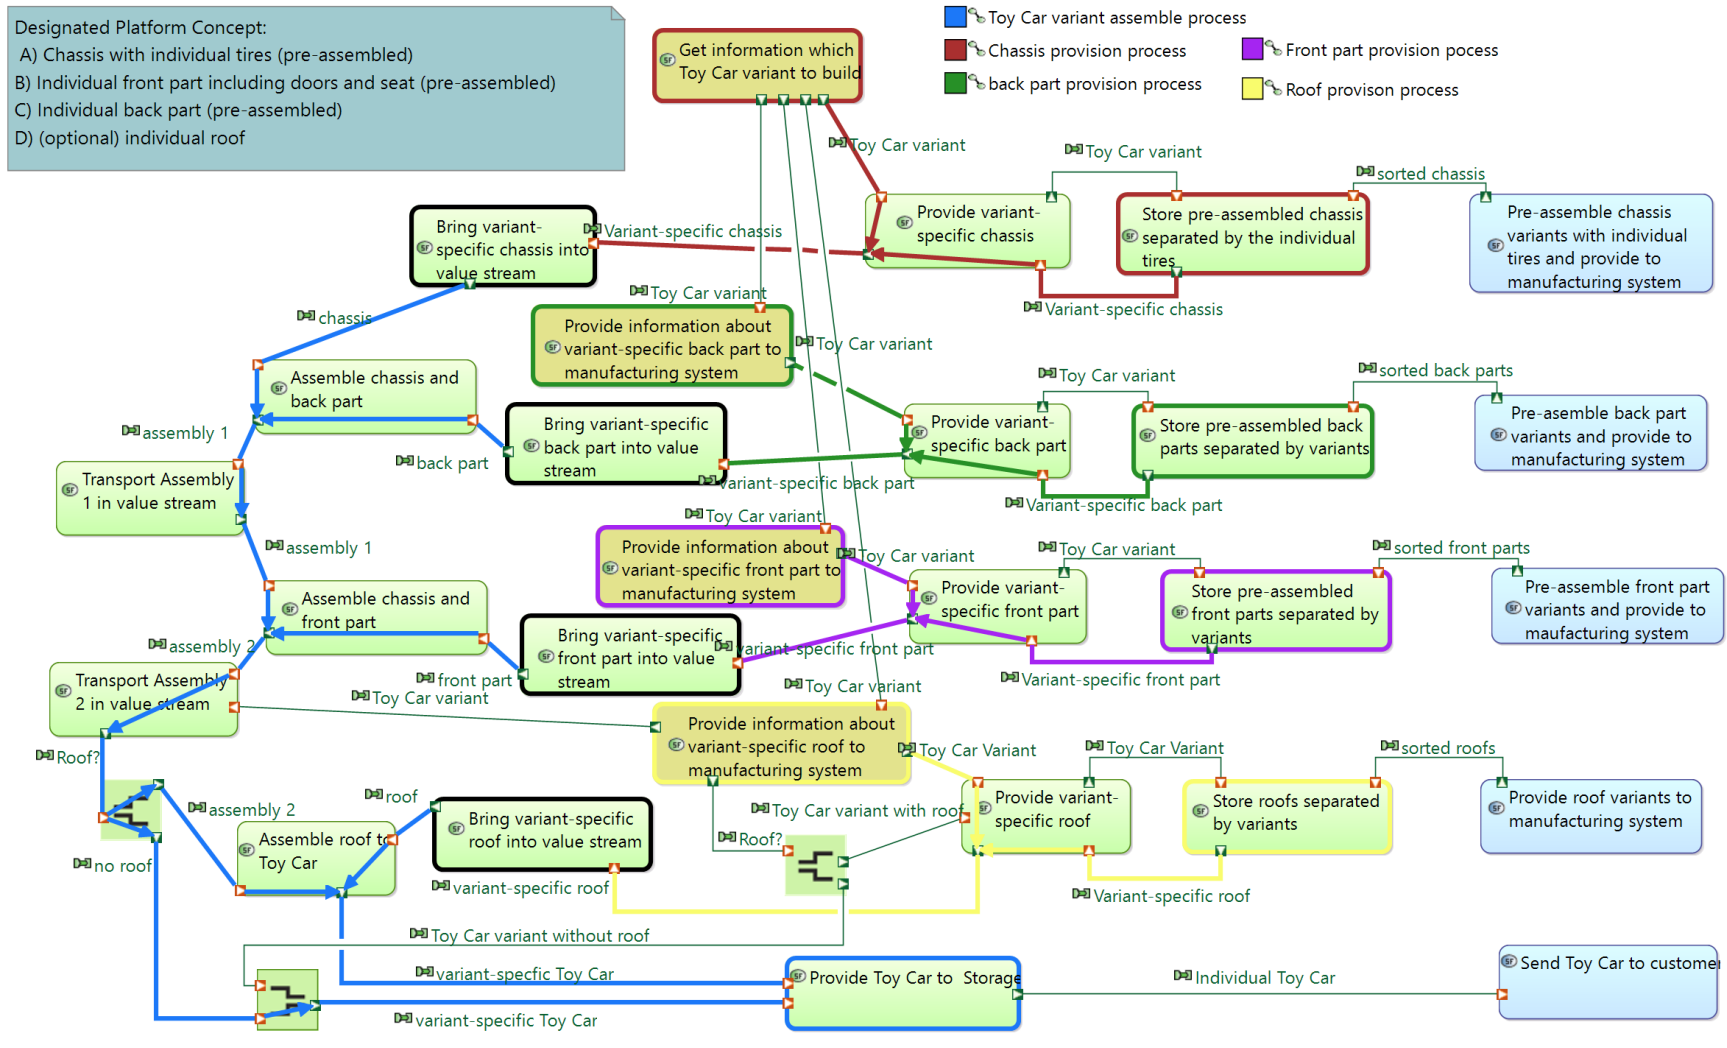 Designated Platform Concept:
A) Chassis with individual tires (pre-assembled)
B) Individual front part including doors and seat (pre-assembled)
C) Individual back part (pre-assembled)
D) (optional) individual roof
Toy Car variant assemble process
Chassis provision process
Front part provision pocess
back part provision process
Roof provison process
Get information which
Toy Car variant to build
Toy Car variant
Toy Car variant
sorted chassis
Provide variant-
specific chassis
Store pre-assembled chassis
separated by the individual
tires
Pre-assemble chassis
variants with individual
tires and provide to
manufacturing system
Bring variant-
specific chassis into
value stream
Variant-specific chassis
Variant-specific chassis
chassis
Toy Car variant
Provide information about
variant-specific back part to
manufacturing system
Toy Car variant
Toy Car variant
sorted back parts
Assemble chassis and
back part
assembly 1
Bring variant-specific
back part into value
stream
back part
Provide variant-
specific back part
Store pre-assembled back
parts separated by variants
Pre-asemble back part
variants and provide to
manufacturing system
variant-specific back part
Variant-specific back part
Transport Assembly
1 in value stream
assembly 1
Toy Car variant
Provide information about
variant-specific front part to
manufacturing system
Toy Car variant
Toy Car variant
sorted front parts
Provide variant-
specific front part
Store pre-assembled
front parts separated by
variants
Pre-assemble front part
variants and provide to
maufacturing system
Assemble chassis and
front part
assembly 2
Bring variant-specific
front part into value
stream
variant-specific front part
Variant-specific front part
front part
Toy Car variant
Toy Car variant
Transport Assembly
2 in value stream
Roof?
Provide information about
variant-specific roof to
manufacturing system
Toy Car Variant
Toy Car Variant
sorted roofs
Toy Car variant with roof
Provide variant-
specific roof
Store roofs separated
by variants
Provide roof variants to
manufacturing system
assembly 2
roof
Bring variant-specific
roof into value stream
Roof?
Assemble roof to
Toy Car
no roof
variant-specific roof
Variant-specific roof
Toy Car variant without roof
variant-specfic Toy Car
Provide Toy Car to  Storage
Individual Toy Car
Send Toy Car to customer
variant-specific Toy Car